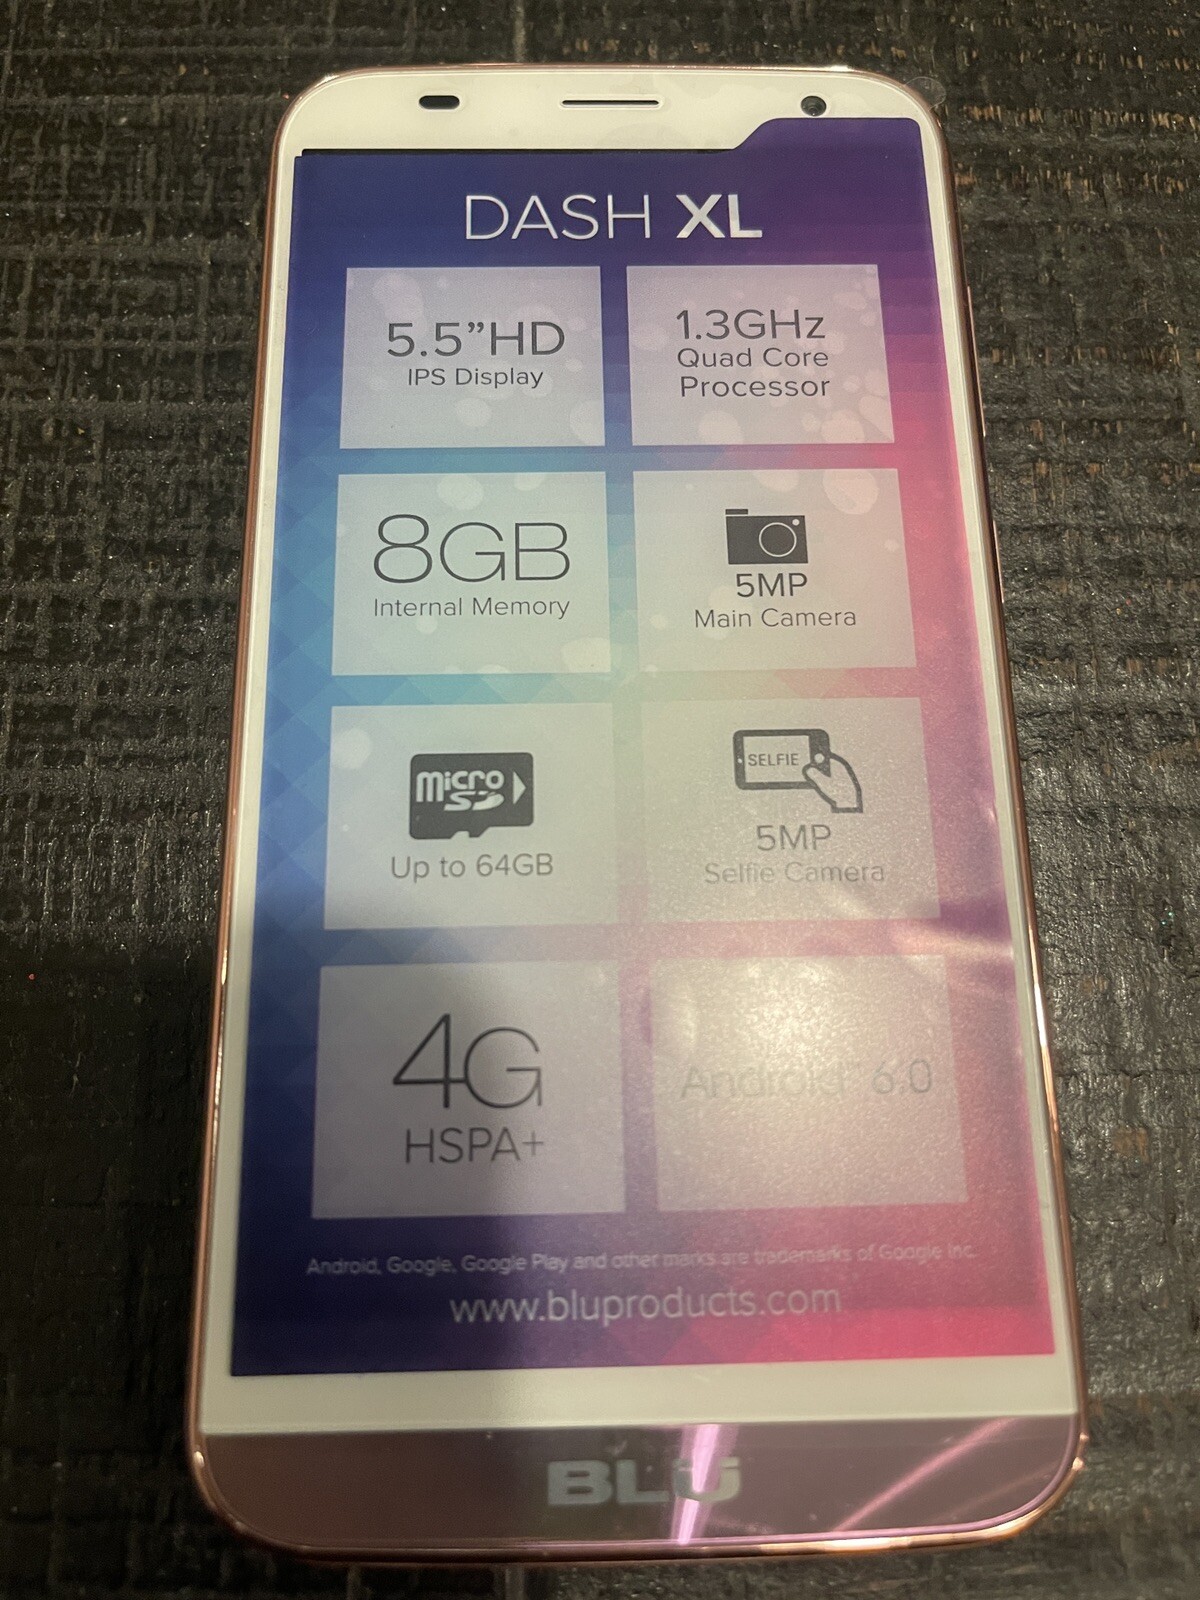 DASH XL
5.5”HD
IPS Display
1.3GHz
Quad Core
Processor
8GB
Internal Memory
5MP
Main Camera
micro
SD
Up to 64GB
SELFIE
5MP
Selfie Camera
4G
HSPA+
Android™ 6.0
Android, Google, Google Play and other marks are trademarks of Google Inc.
www.bluproducts.com
BLU